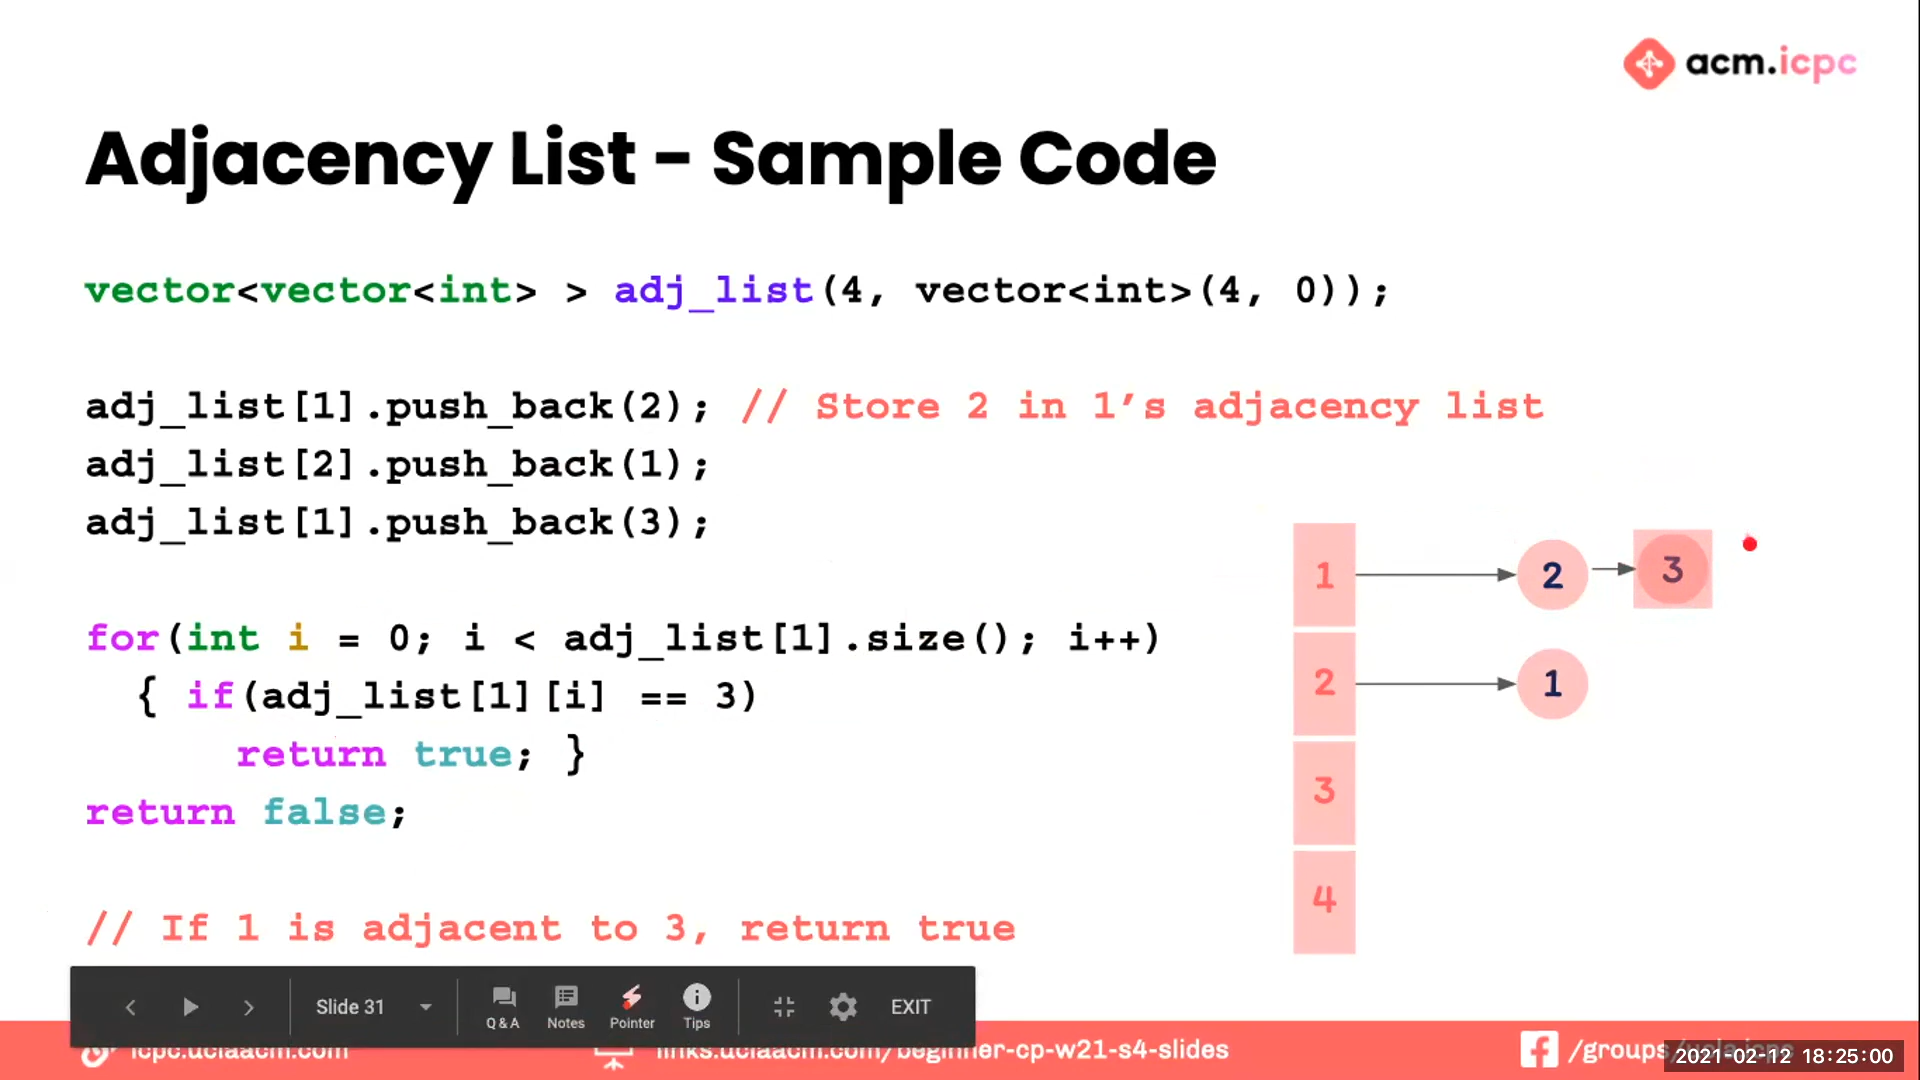 acm.icpc
Adjacency List - Sample Code
vector<vector<int> > adj_list(4, vector<int>(4, 0));
adj_list[1].push_back(2); // Store 2 in 1’s adjacency list
adj_list[2].push_back(1);
adj_list[1].push_back(3);
for(int i = 0; i < adj_list[1].size(); i++)
{ if(adj_list[1][i] == 3)
return true; }
return false;
// If 1 is adjacent to 3, return true
1 2 3
2 1
3
4
Slide 31 Q & A Notes Pointer Tips EXIT
icpc.uclaacm.com links.uclaacm.com/beginner-cp-w21-s4-slides /groups/
2021-02-12 18:25:00